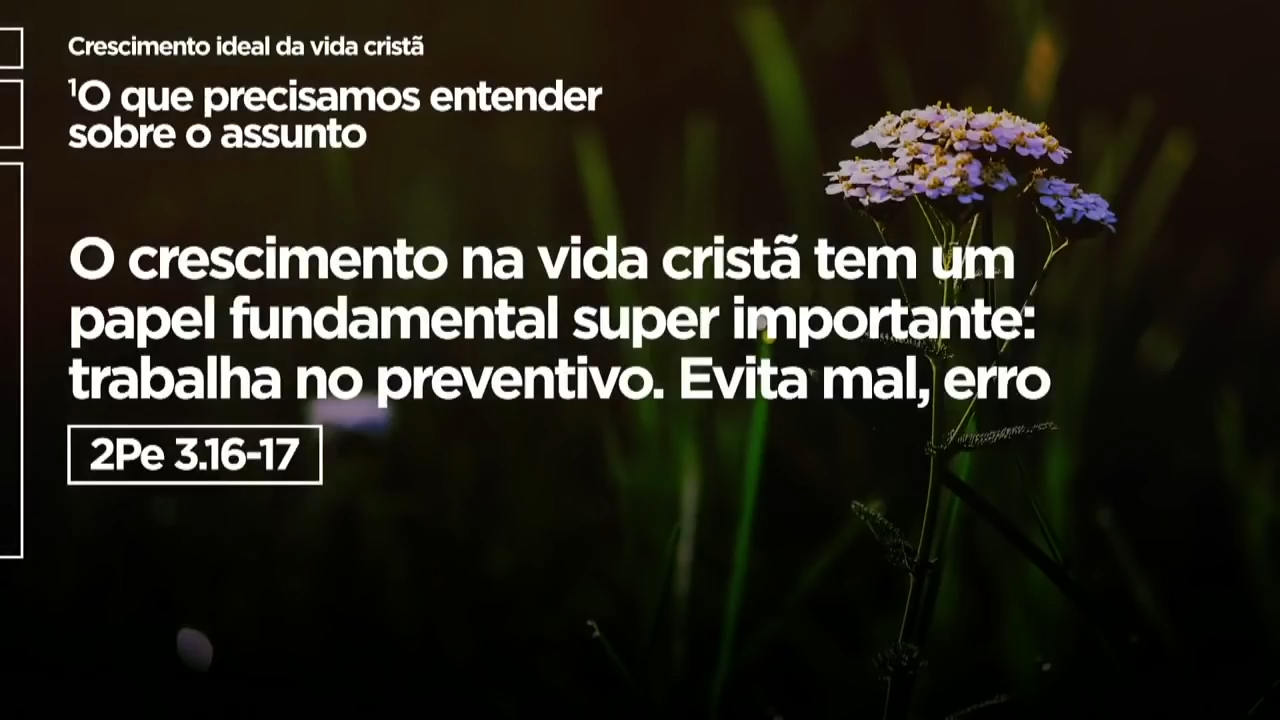 Crescimento ideal da vida cristã
¹O que precisamos entender
sobre o assunto
O crescimento na vida cristã tem um
papel fundamental super importante:
trabalha no preventivo. Evita mal, erro
2Pe 3.16-17